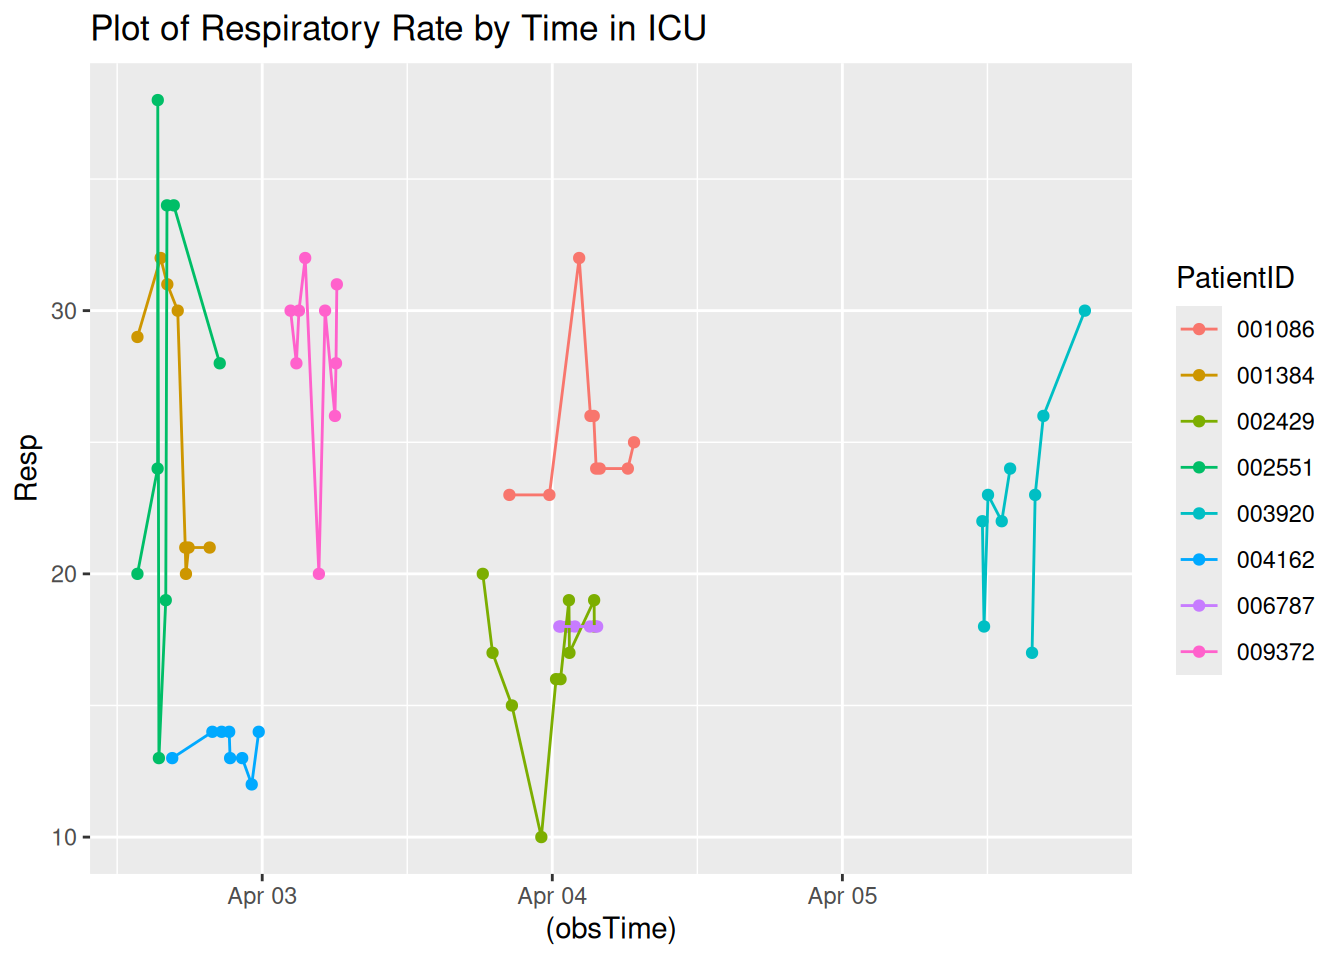 Plot of Respiratory Rate by Time in ICU
Resp
30
20
10
Apr 03
Apr 04
Apr 05
(obsTime)
PatientID
001086
001384
002429
002551
003920
004162
006787
009372